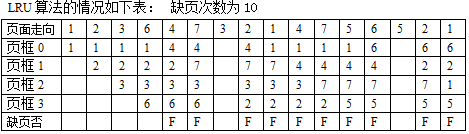 LRU 算法的情况如下表： 缺页次数为 10
页面走向 1 2 3 6 4 7 3 2 1 4 7 5 6 5 2 1
页框 0 1 1 1 1 4 4 4 1 1 1 1 6 6 6
页框 1 2 2 2 2 7 7 7 4 4 4 4 2 2
页框 2 3 3 3 3 3 3 3 7 7 7 7 1
页框 3 6 6 6 2 2 2 2 5 5 5 5
缺页否 F F F F F F F F F F